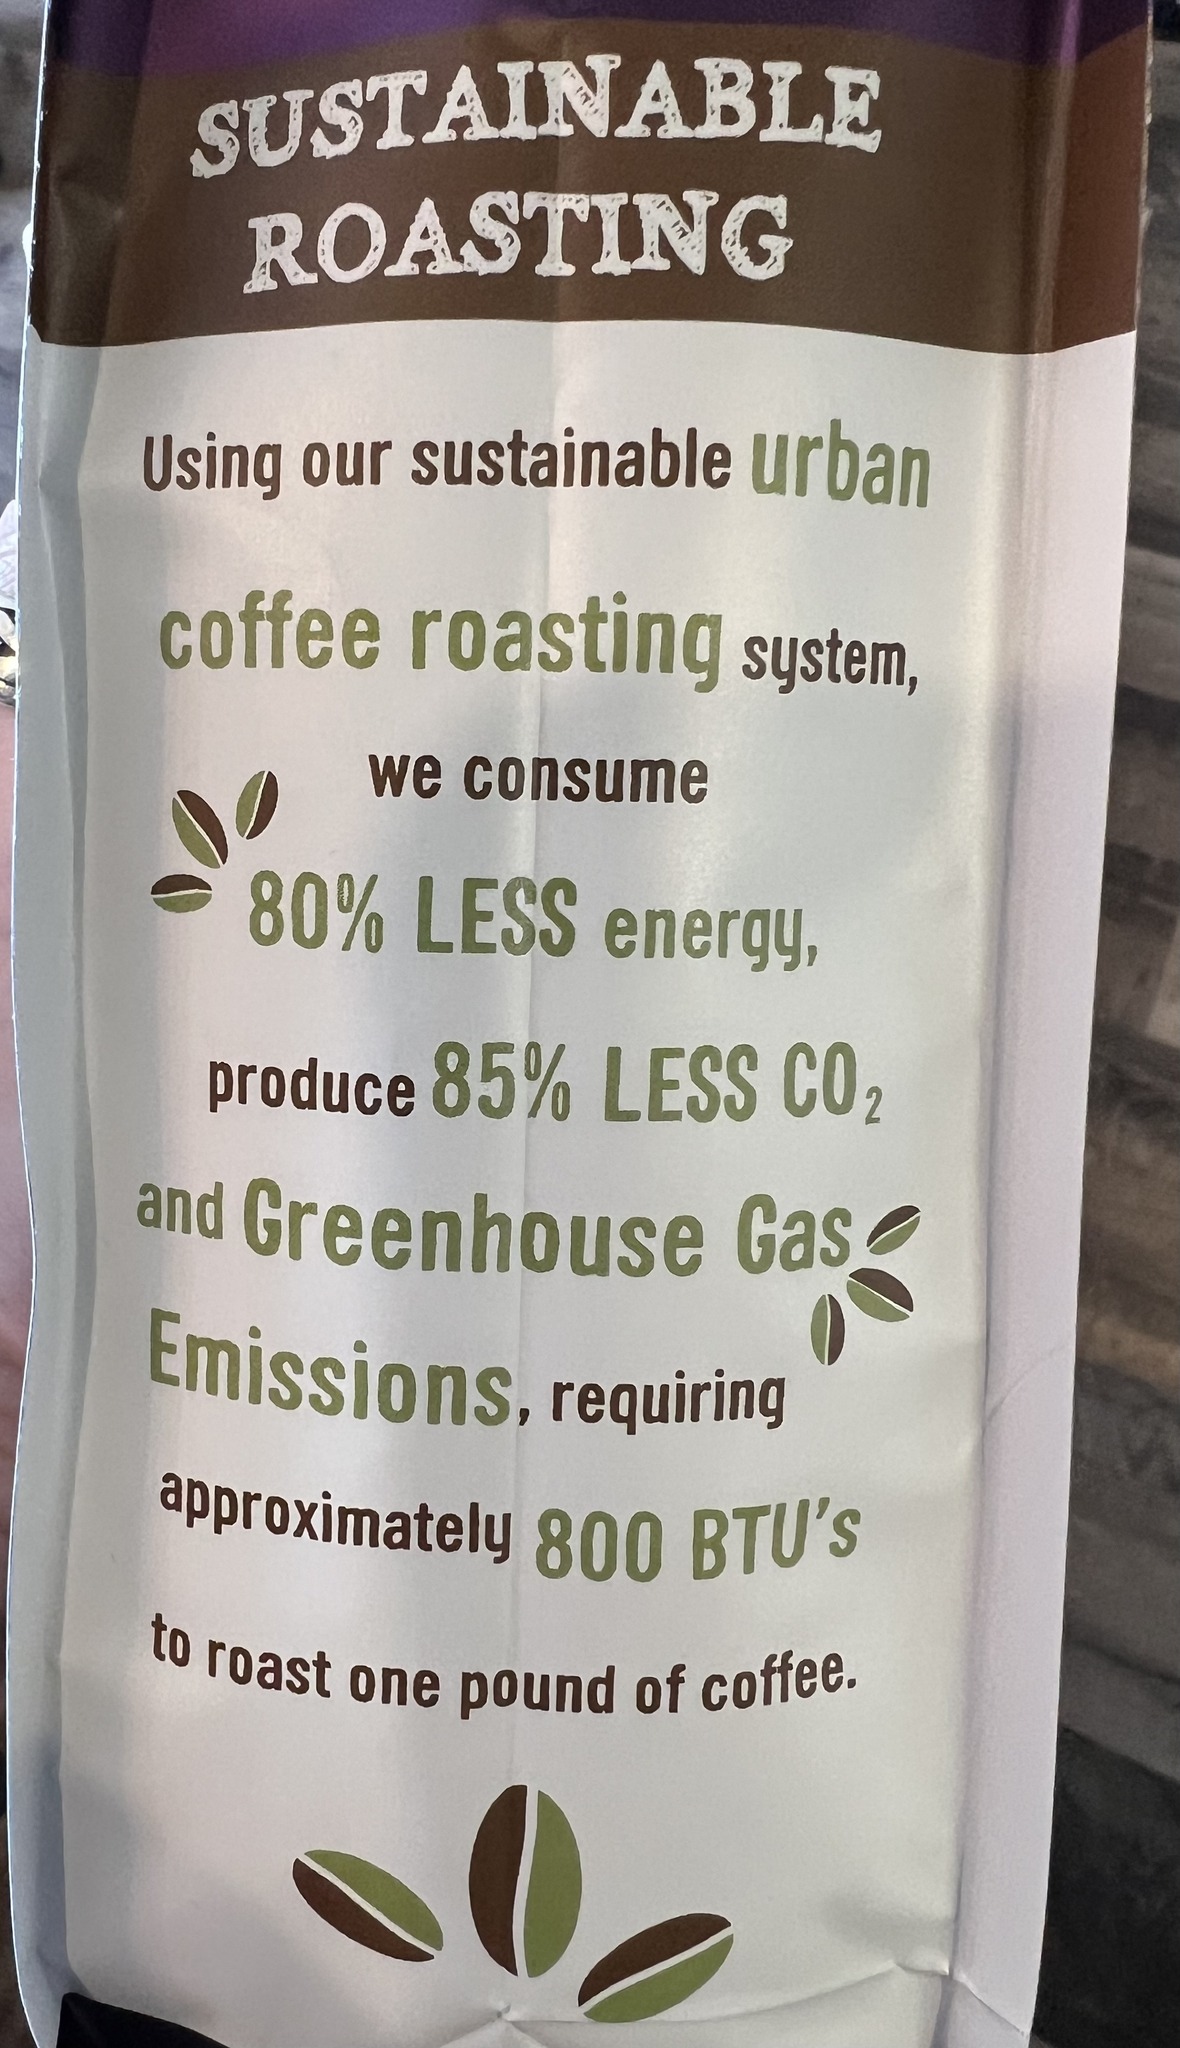 SUSTAINABLE
ROASTING
Using our sustainable urban
coffee roasting system,
we consume
80% LESS energy,
produce 85% LESS CO₂
and Greenhouse Gas
Emissions, requiring
approximately 800 BTU's
to roast one pound of coffee.